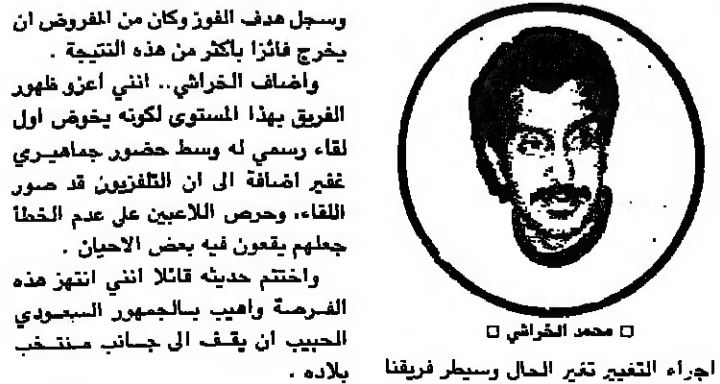 □ محمد الخراشي □
اجراء التغيير تغير الحال وسيطر فريقنا
وسجل هدف الفوز وكان من المفروض ان
يخرج فائزا باكثر من هذه النتيجة .
واضاف الخراشي.. انني اعزو ظهور
الفريق بهذا المستوى لكونه يخوض اول
لقاء رسمي له وسط حضور جماهيري
غفير اضافة الى ان التلفزيون قد صور
اللقاء، وحرص اللاعبين على عدم الخطأ
جعلهم يقعون فيه بعض الاحيان .
واختتم حديثه قائلا انني انتهز هذه
الفرصة واهيب بالجمهور السعودي
الحبيب ان يقف الى جانب منتخب
بلاده .